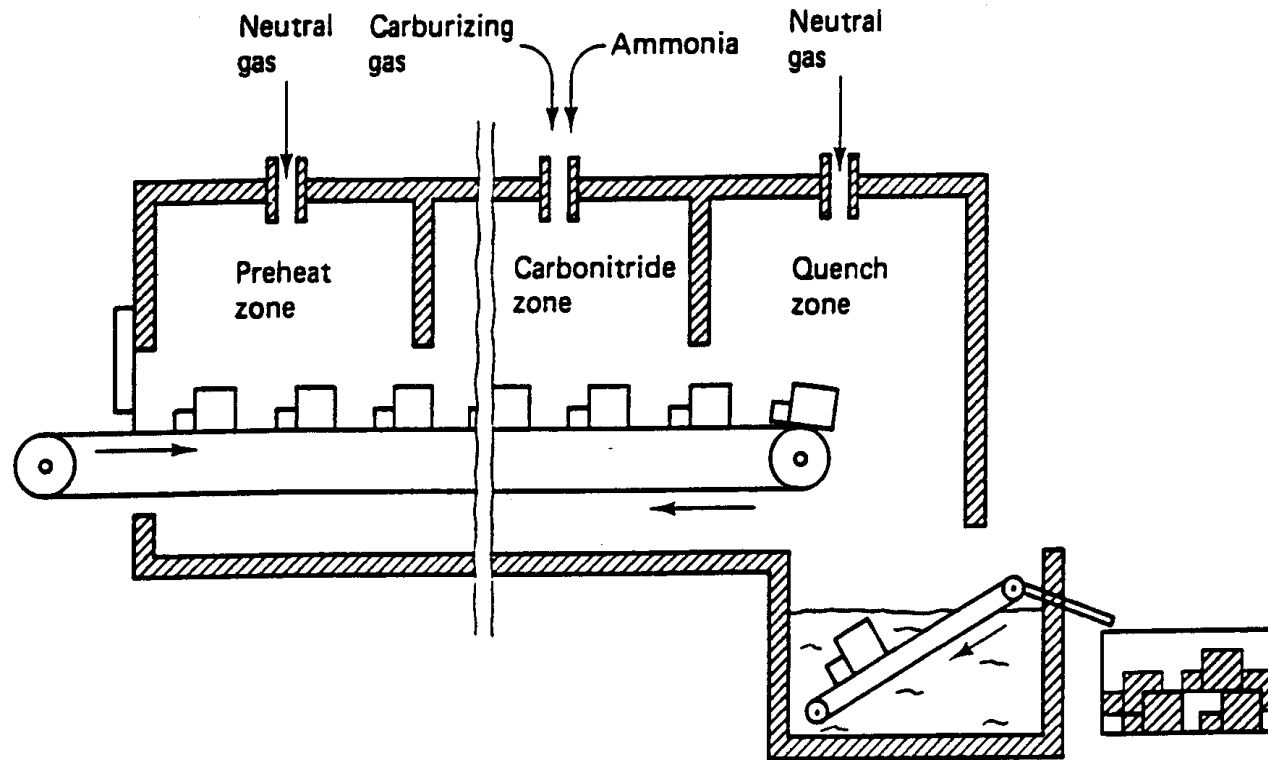 Neutral
gas
Carburizing
gas
Ammonia
Neutral
gas
Preheat
zone
Carbonitride
zone
Quench
zone